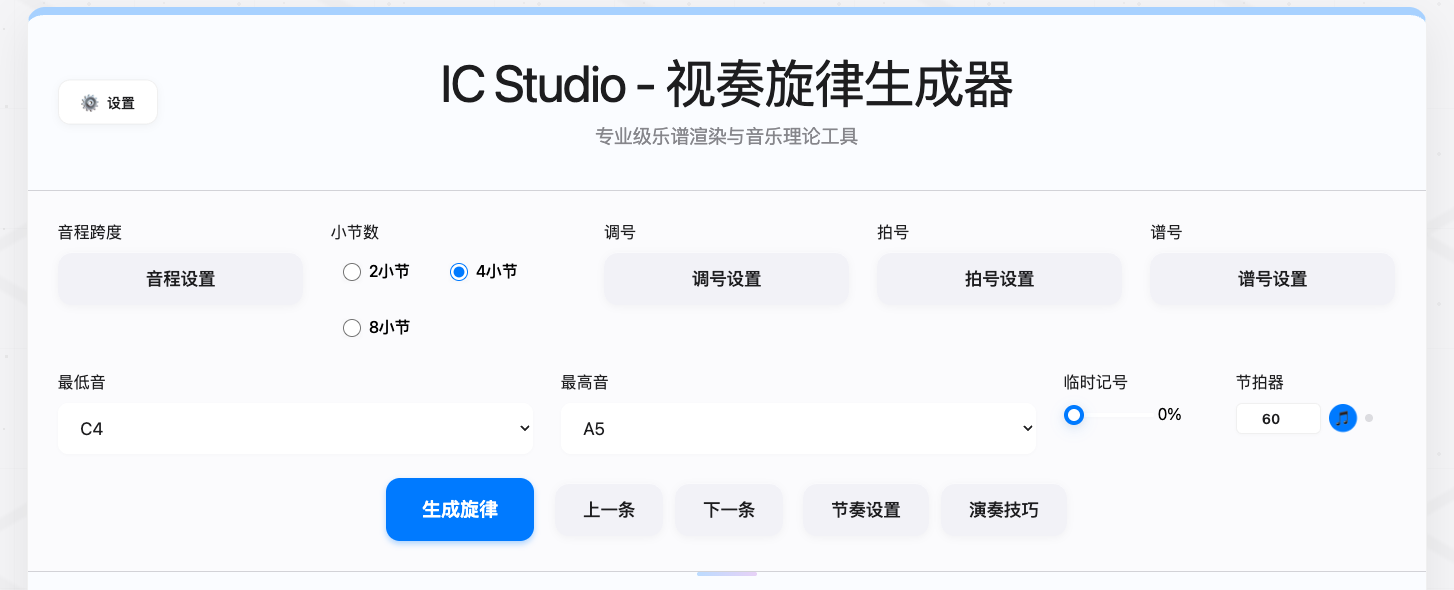 设置
IC Studio - 视奏旋律生成器
专业级乐谱渲染与音乐理论工具
音程跨度
音程设置
小节数
2小节
4小节
8小节
调号
调号设置
拍号
拍号设置
谱号
谱号设置
最低音
C4
最高音
A5
临时记号
0%
节拍器
60
生成旋律
上一条
下一条
节奏设置
演奏技巧